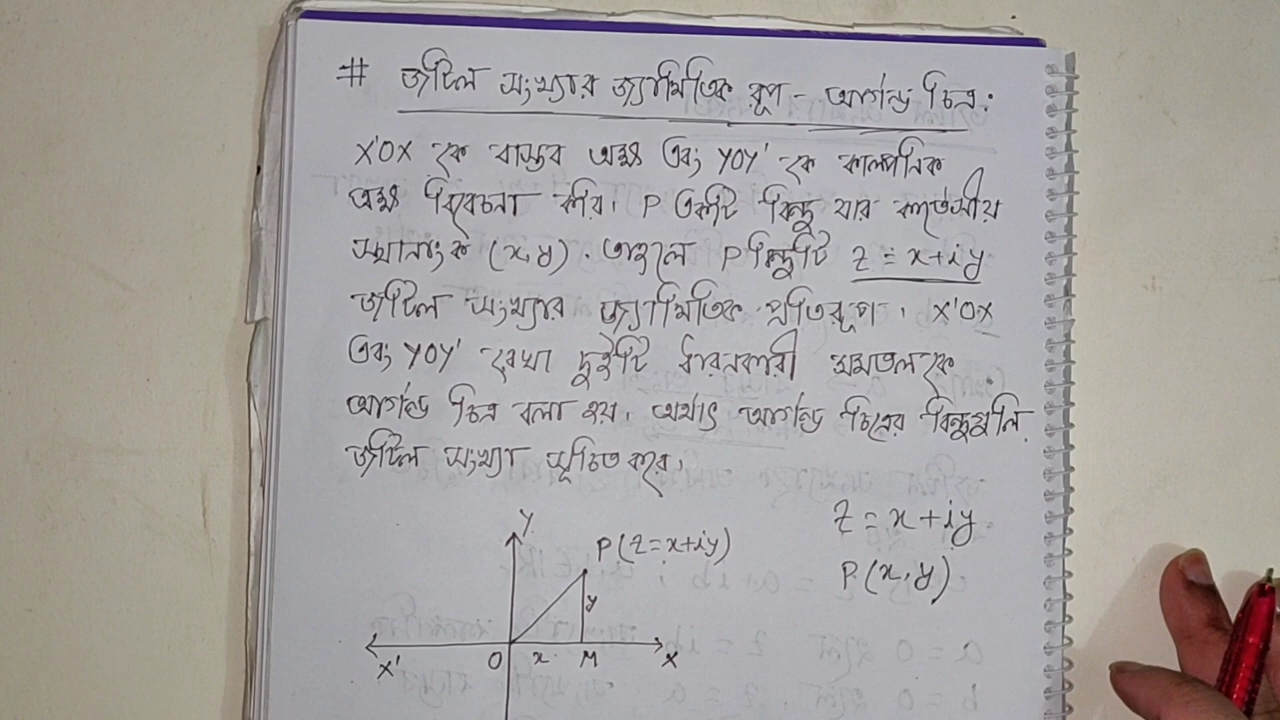 # জটিল সংখ্যার জ্যামিতিক রূপ - আর্গন্ড চিত্র:
X'OX কে বাস্তব অক্ষ এবং YOY' কে কাল্পনিক
অক্ষ বিবেচনা করি। P একটি বিন্দু যার কার্তেসীয়
স্থানাংক (x,y). তাহলে P বিন্দুটি z = x+iy
জটিল সংখ্যার জ্যামিতিক প্রতিরূপ। X'OX
এবং YOY' রেখা দুইটি ধারনকারী সমতলকে
আর্গন্ড চিত্র বলা হয়। অর্থাৎ আর্গন্ড চিত্রের বিন্দুগুলি
জটিল সংখ্যা সূচিত করে।
z = x+iy
P(x,y)
Y
P(z=x+iy)
y
X' O x M X